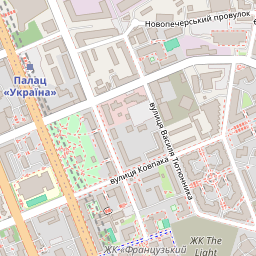 Новопечерський провулок
Палац
«Україна»
вулиця Василя Тютюнника
вулиця Ковпака
ЖК The
Light
ЖК «Французький